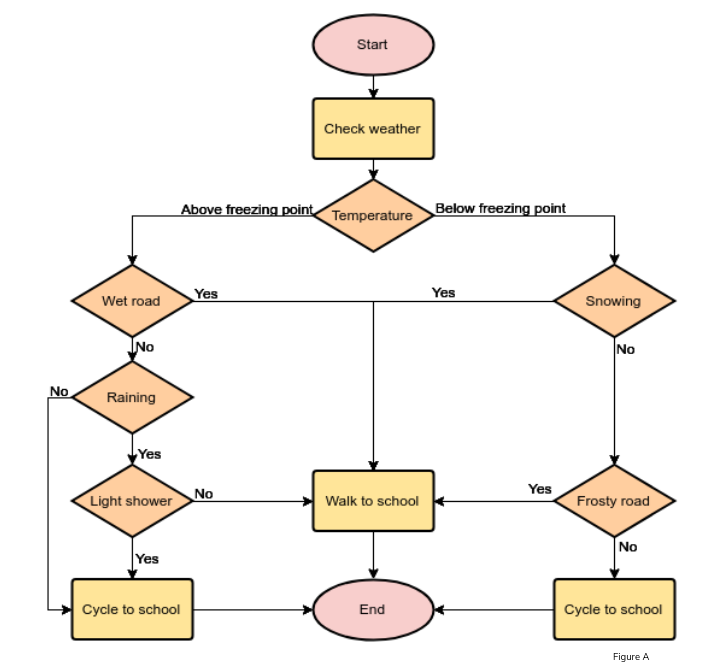 Start
Check weather
Above freezing point
Temperature
Below freezing point
Wet road
Yes
Yes
Snowing
No
No
No
Raining
Yes
Light shower
No
Walk to school
Yes
Frosty road
Yes
No
Cycle to school
End
Cycle to school
Figure A